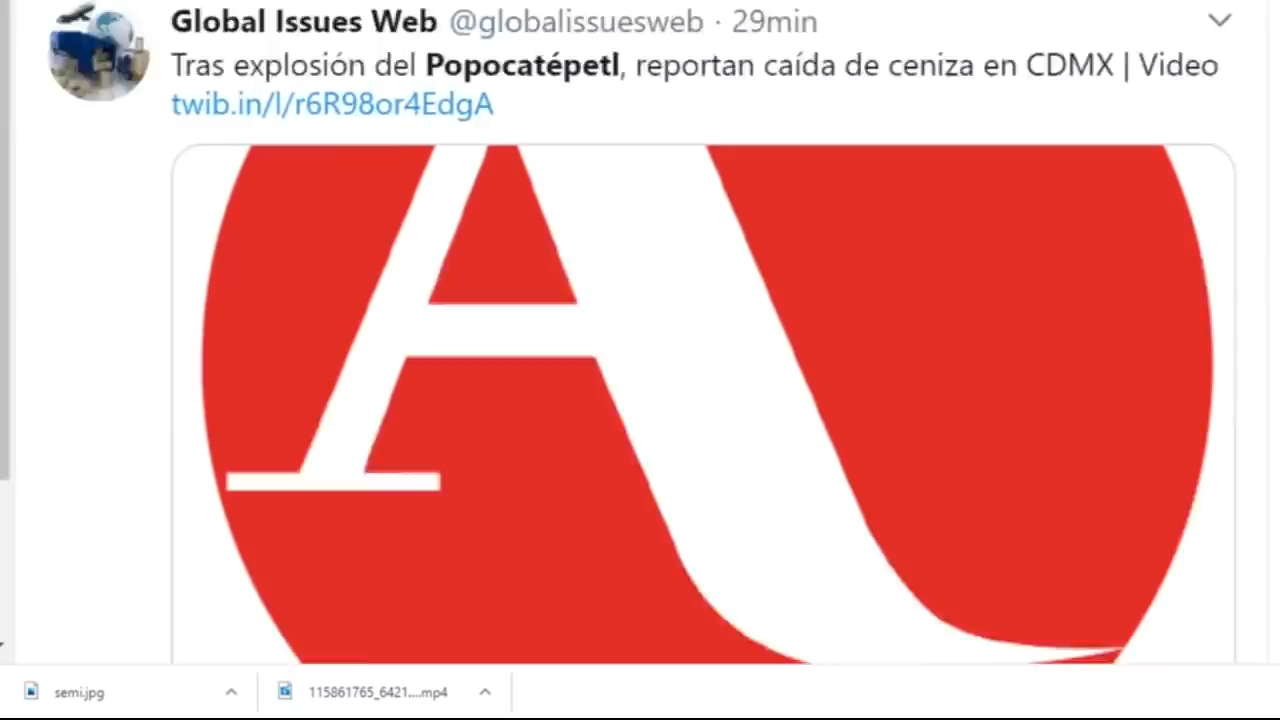 Global Issues Web @globalissuesweb · 29min
Tras explosión del Popocatépetl, reportan caída de ceniza en CDMX | Video
twib.in/l/r6R98or4EdgA
A
semi.jpg
115861765_6421....mp4